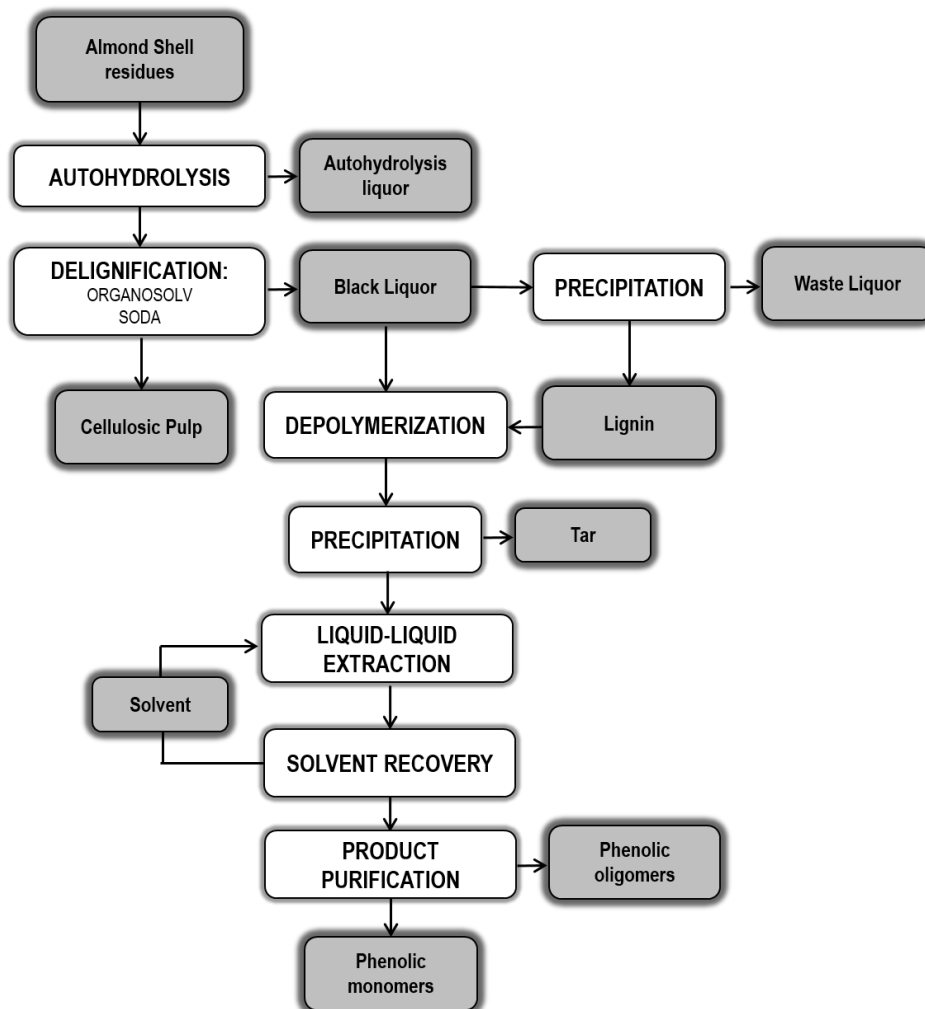 Almond Shell
residues
AUTOHYDROLYSIS
Autohydrolysis
liquor
DELIGNIFICATION:
ORGANOSOLV
SODA
Black Liquor
PRECIPITATION
Waste Liquor
Cellulosic Pulp
DEPOLYMERIZATION
Lignin
PRECIPITATION
Tar
LIQUID-LIQUID
EXTRACTION
Solvent
SOLVENT RECOVERY
PRODUCT
PURIFICATION
Phenolic
oligomers
Phenolic
monomers